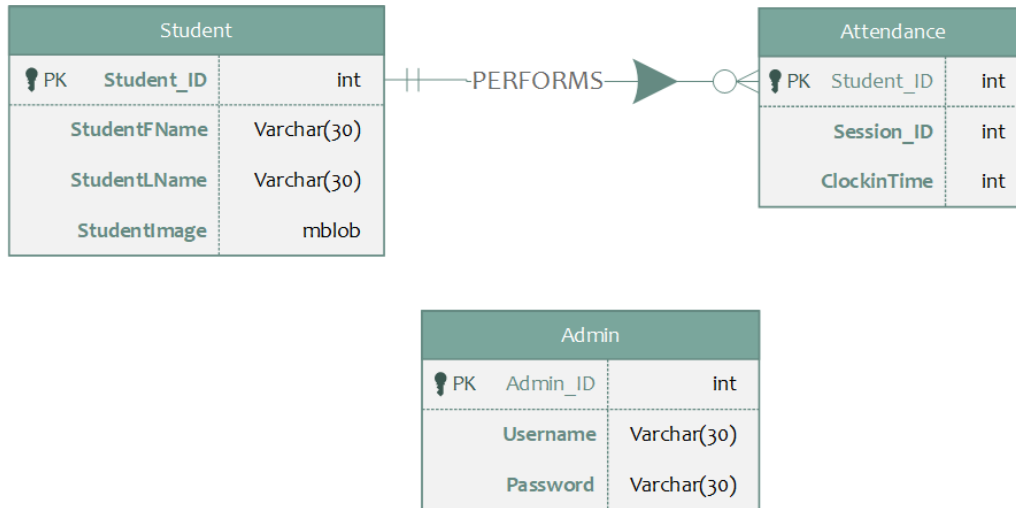 Student
PK Student_ID int
StudentFName Varchar(30)
StudentLName Varchar(30)
StudentImage mblob
PERFORMS
Attendance
PK Student_ID int
Session_ID int
ClockinTime int
Admin
PK Admin_ID int
Username Varchar(30)
Password Varchar(30)